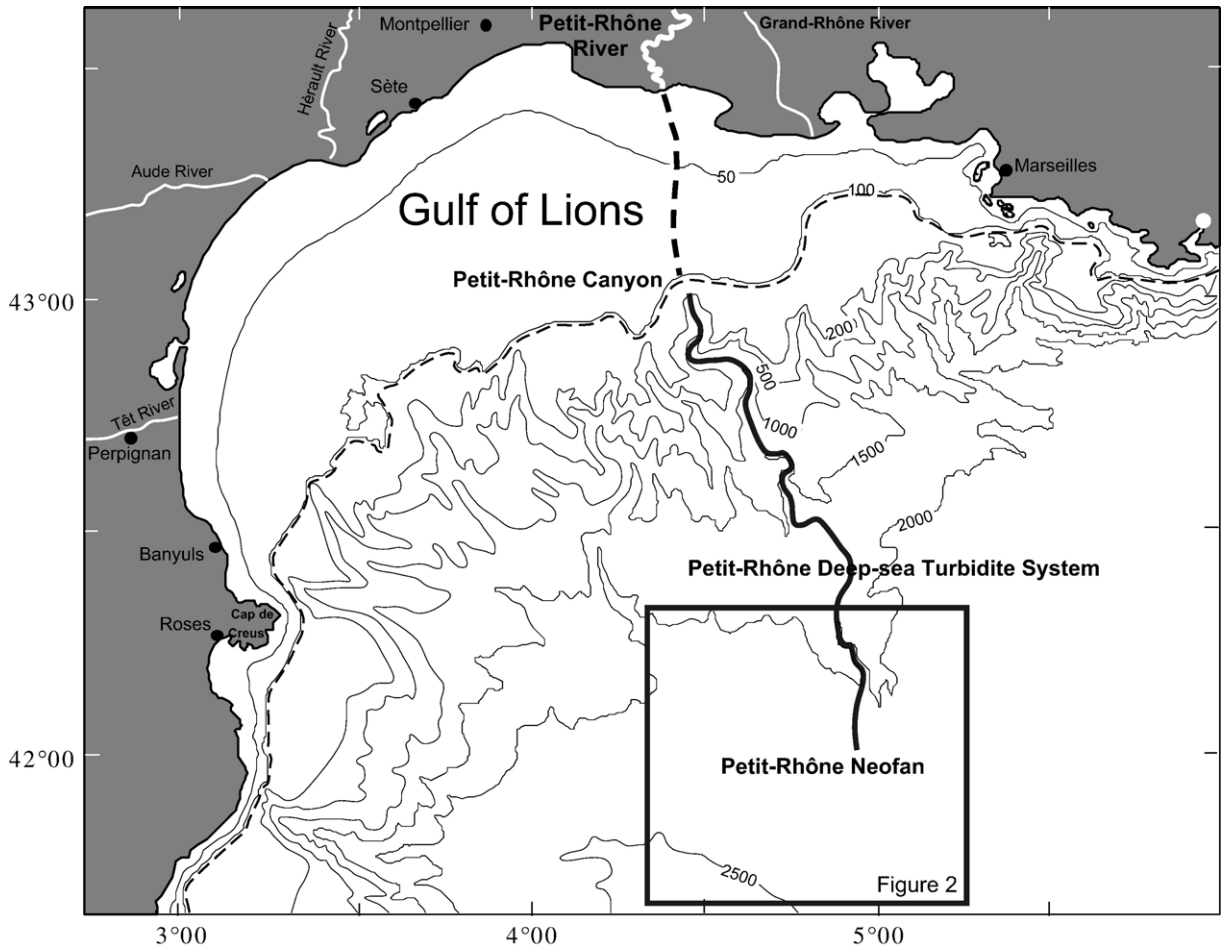 Montpellier
Petit-Rhône
River
Grand-Rhône River
Hérault River
Sète
Aude River
50
Marseilles
100
Gulf of Lions
Petit-Rhône Canyon
43°00
200
500
1000
Têt River
Perpignan
1500
2000
Banyuls
Petit-Rhône Deep-sea Turbidite System
Cap de
Creus
Roses
42°00
Petit-Rhône Neofan
2500
Figure 2
3°00
4°00
5°00